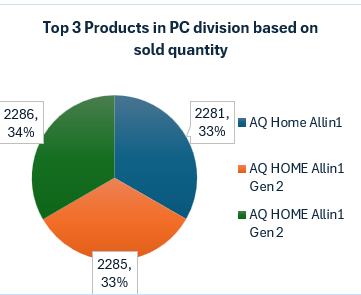 Top 3 Products in PC division based on
sold quantity
2286,
34%
2281,
33%
AQ Home Allin1
AQ HOME Allin1
Gen 2
AQ HOME Allin1
Gen 2
2285,
33%